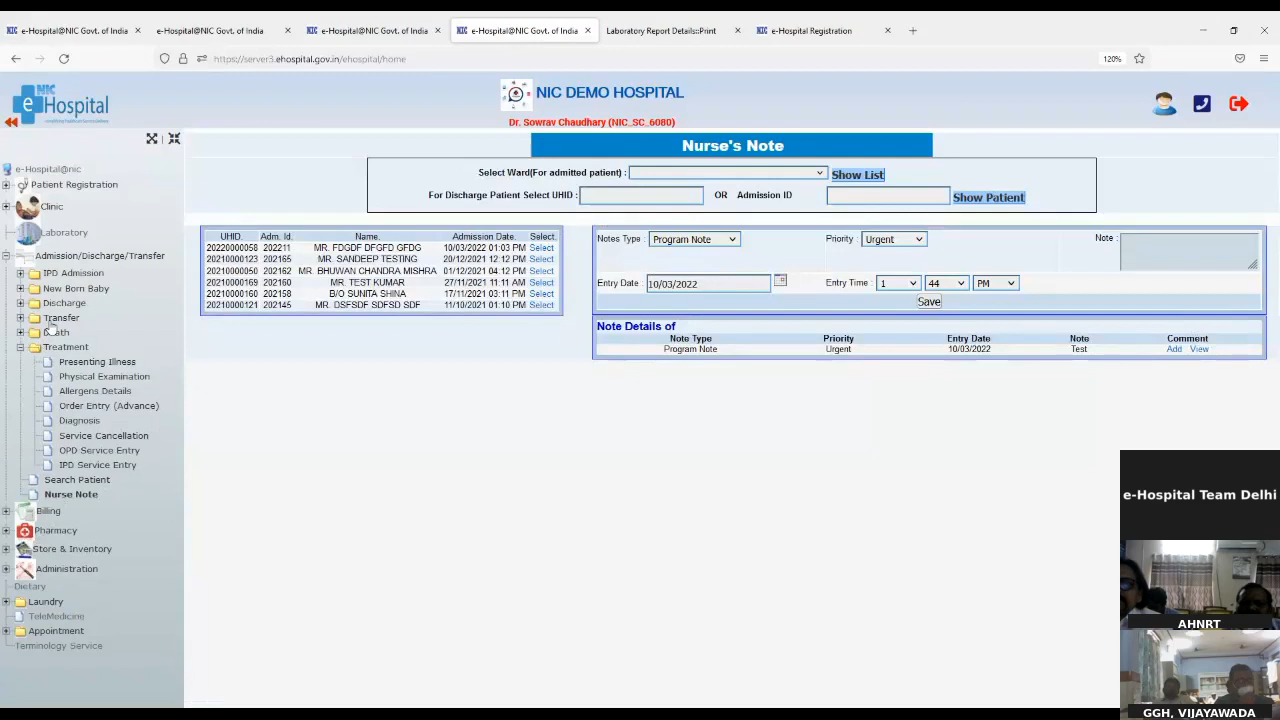 e-Hospital@NIC Govt. of India
e-Hospital@NIC Govt. of India
e-Hospital@NIC Govt. of India
e-Hospital@NIC Govt. of India
Laboratory Report Details::Print
e-Hospital Registration
https://server3.ehospital.gov.in/ehospital/home
120%
NIC
eHospital
NIC DEMO HOSPITAL
Dr. Sowrav Chaudhary (NIC_SC_6080)
e-Hospital@nic
Patient Registration
Clinic
Laboratory
Admission/Discharge/Transfer
IPD Admission
New Born Baby
Discharge
Transfer
Death
Treatment
Presenting Illness
Physical Examination
Allergens Details
Order Entry (Advance)
Diagnosis
Service Cancellation
OPD Service Entry
IPD Service Entry
Search Patient
Nurse Note
Billing
Pharmacy
Store & Inventory
Administration
Dietary
Laundry
TeleMedicine
Appointment
Terminology Service
Nurse's Note
Select Ward(For admitted patient) : Show List
For Discharge Patient Select UHID : OR Admission ID Show Patient
UHID. Adm. Id Name. Admission Date. Select.
20220000058 202211 MR. FDGDF DFGFD GFDG 10/03/2022 01:03 PM Select
20210000123 202165 MR. SANDEEP TESTING 20/12/2021 12:12 PM Select
20210000050 202162 MR. BHUWAN CHANDRA MISHRA 01/12/2021 04:12 PM Select
20210000169 202160 MR. TEST KUMAR 27/11/2021 11:11 AM Select
20210000160 202158 B/O SUNITA SHINA 17/11/2021 03:11 PM Select
20210000121 202145 MR. DSFSDF SDFSD SDF 11/10/2021 01:10 PM Select
Notes Type : Program Note Priority : Urgent Note :
Entry Date : 10/03/2022 Entry Time : 1 44 PM
Save
Note Details of
Note Type Priority Entry Date Note Comment
Program Note Urgent 10/03/2022 Test Add View
e-Hospital Team Delhi
AHNRT
GGH, VIJAYAWADA